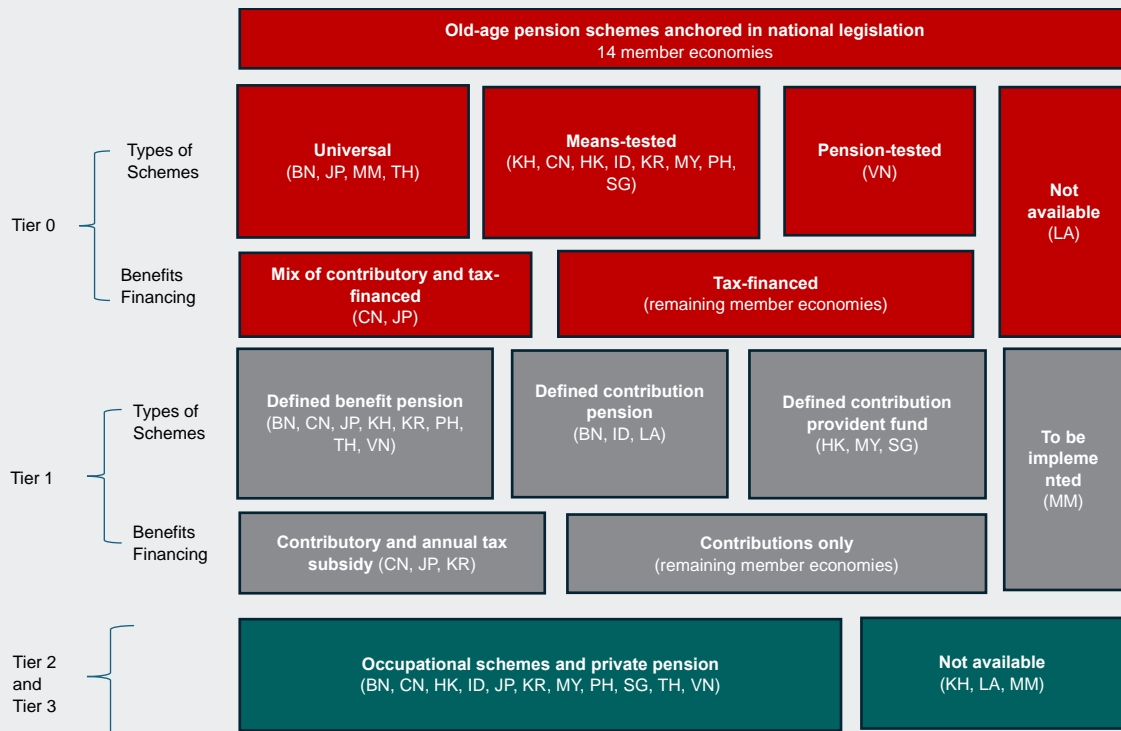 Old-age pension schemes anchored in national legislation
14 member economies
Tier 0
Types of
Schemes
Universal
(BN, JP, MM, TH)
Means-tested
(KH, CN, HK, ID, KR, MY, PH,
SG)
Pension-tested
(VN)
Not
available
(LA)
Benefits
Financing
Mix of contributory and tax-
financed
(CN, JP)
Tax-financed
(remaining member economies)
Tier 1
Types of
Schemes
Defined benefit pension
(BN, CN, JP, KH, KR, PH,
TH, VN)
Defined contribution
pension
(BN, ID, LA)
Defined contribution
provident fund
(HK, MY, SG)
To be
impleme
nted
(MM)
Benefits
Financing
Contributory and annual tax
subsidy (CN, JP, KR)
Contributions only
(remaining member economies)
Tier 2
and
Tier 3
Occupational schemes and private pension
(BN, CN, HK, ID, JP, KR, MY, PH, SG, TH, VN)
Not available
(KH, LA, MM)